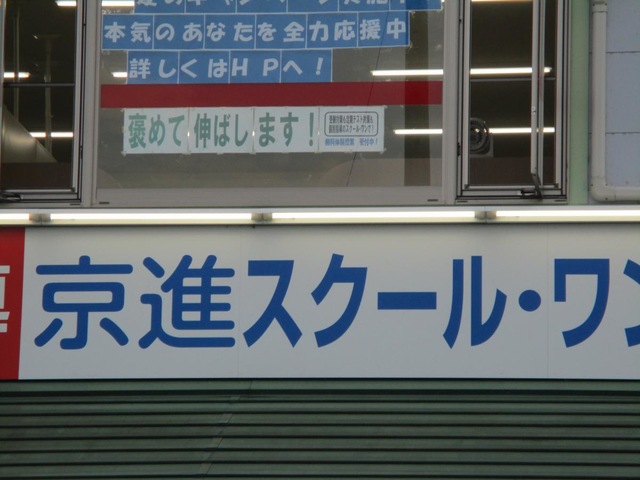 本気のあなたを全力応援中
詳しくはHPへ!
褒めて伸ばします!
京進スクール・ワン